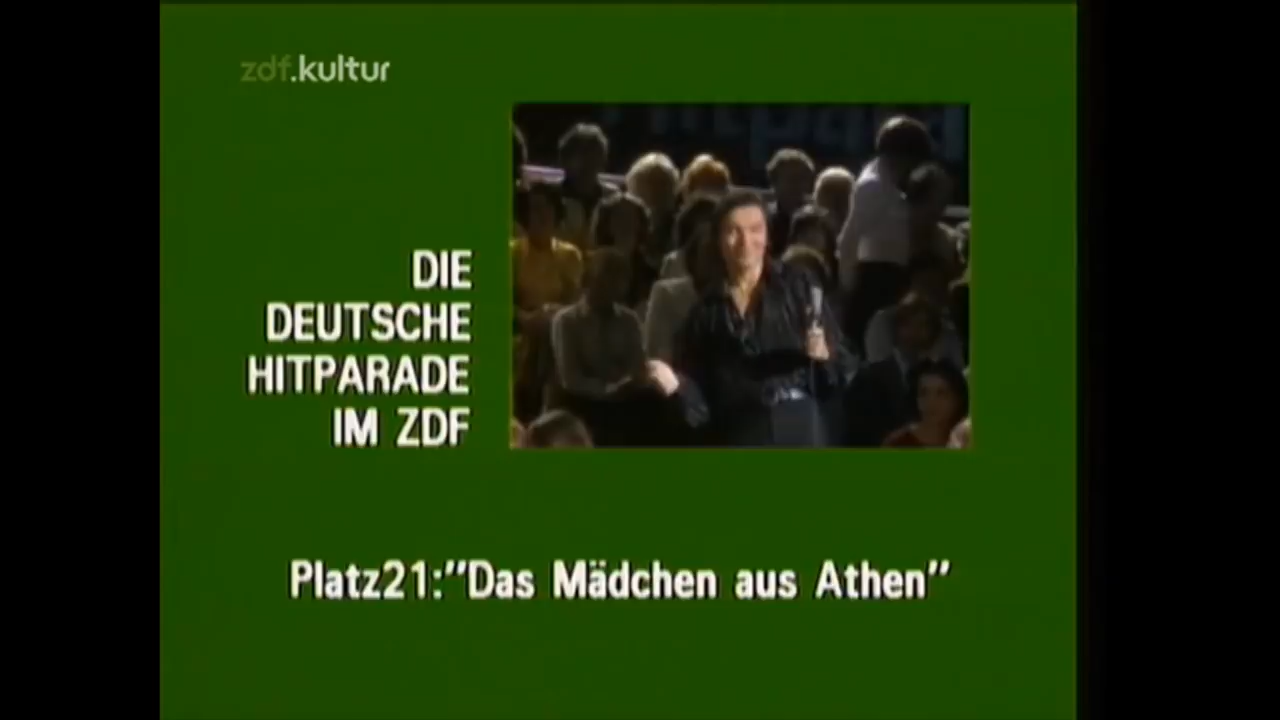 zdf.kultur
DIE
DEUTSCHE
HITPARADE
IM ZDF
Platz21:"Das Mädchen aus Athen"